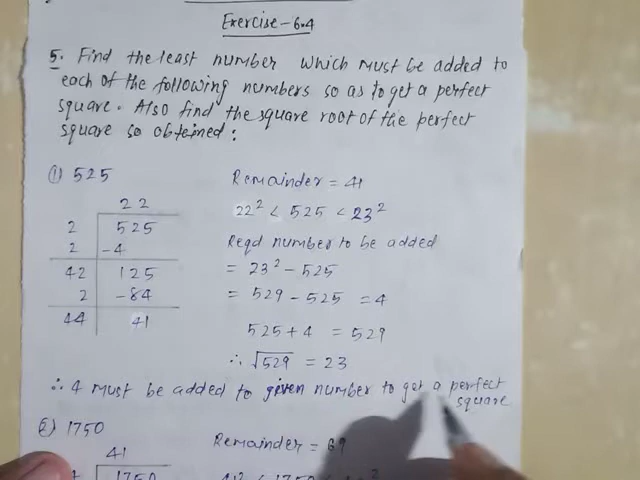 Exercise-6.4
5. Find the least number which must be added to
each of the following numbers so as to get a perfect
square. Also find the square root of the perfect
square so obtained:
(1) 525
22
2 525
2 -4
42 125
2 -84
44 41
Remainder = 41
22² < 525 < 23²
Reqd number to be added
= 23² - 525
= 529 - 525 = 4
525 + 4 = 529
∴ √529 = 23
∴ 4 must be added to given number to get a perfect
square
(2) 1750
41
1750
Remainder = 69